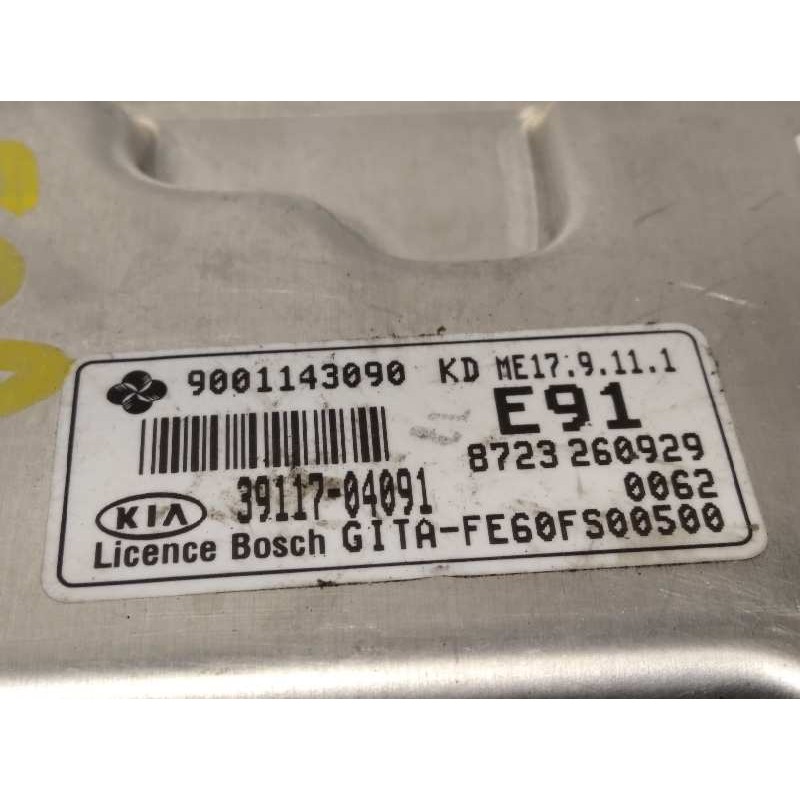 9001143090 KD ME17.9.11.1
E91
8723 260929
39117-04091 0062
KIA
Licence Bosch GITA-FE60FS00500